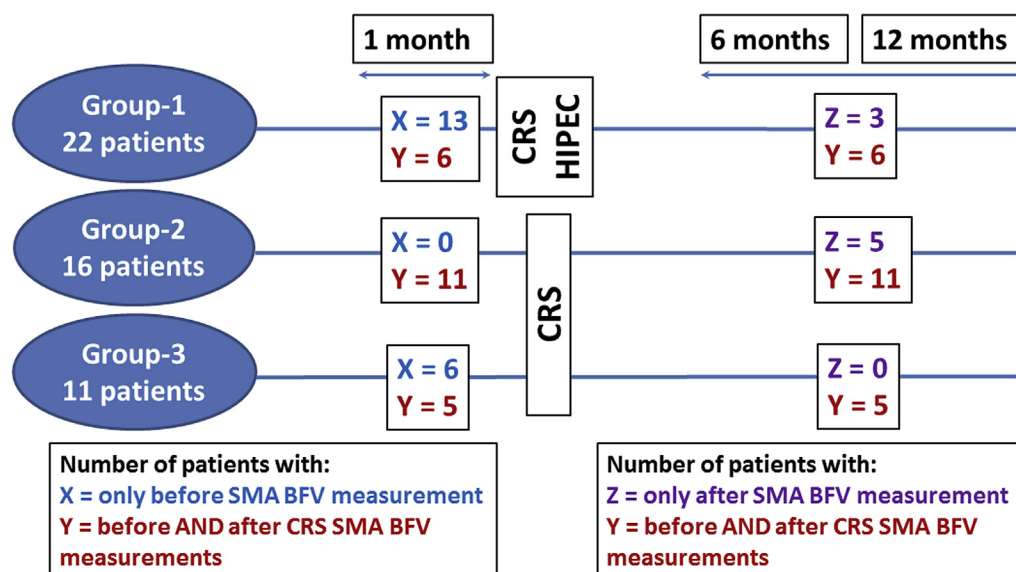 1 month
6 months
12 months
Group-1
22 patients
X = 13
Y = 6
CRS
HIPEC
Z = 3
Y = 6
Group-2
16 patients
X = 0
Y = 11
CRS
Z = 5
Y = 11
Group-3
11 patients
X = 6
Y = 5
Z = 0
Y = 5
Number of patients with:
X = only before SMA BFV measurement
Y = before AND after CRS SMA BFV
measurements
Number of patients with:
Z = only after SMA BFV measurement
Y = before AND after CRS SMA BFV
measurements